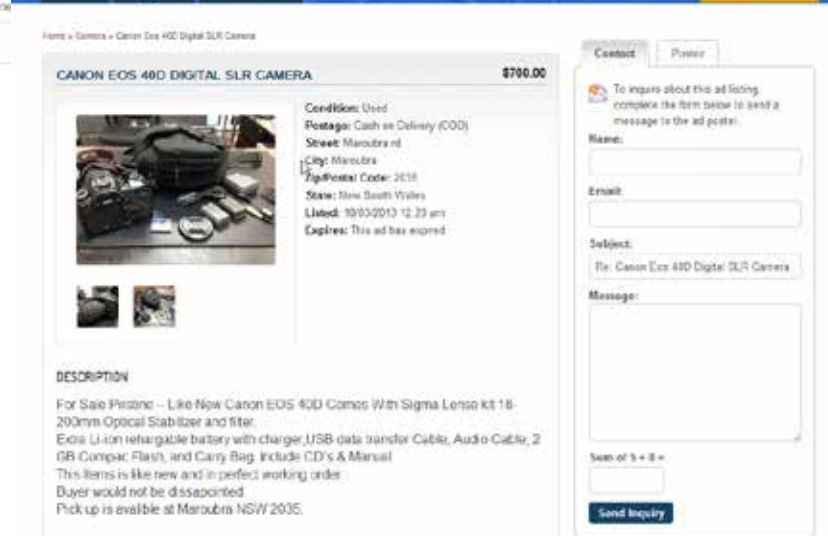 Home » Camera » Canon Eos 40D Digital SLR Camera
CANON EOS 40D DIGITAL SLR CAMERA
$700.00
Condition: Used
Postage: Cash on Delivery (COD)
Street: Maroubra rd
City: Maroubra
Zip/Postal Code: 2035
State: New South Wales
Listed: 10/03/2013 12:23 am
Expires: This ad has expired
DESCRIPTION
For Sale Pristine – Like New Canon EOS 40D Comes With Sigma Lense kit 18-
200mm Optical Stabilizer and filter.
Extra Li-ion rehargable battery with charger,USB data transfer Cable, Audio Cable, 2
GB Compac Flash, and Carry Bag. Include CD's & Manual
This Items is like new and in perfect working order
Buyer would not be dissapointed
Pick up is avalible at Maroubra NSW 2035.
Contact
Poster
To inquire about this ad listing,
complete the form below to send a
message to the ad poster.
Name:
Email:
Subject:
Re: Canon Eos 40D Digital SLR Camera
Message:
Sum of 5 + 8 =
Send Inquiry